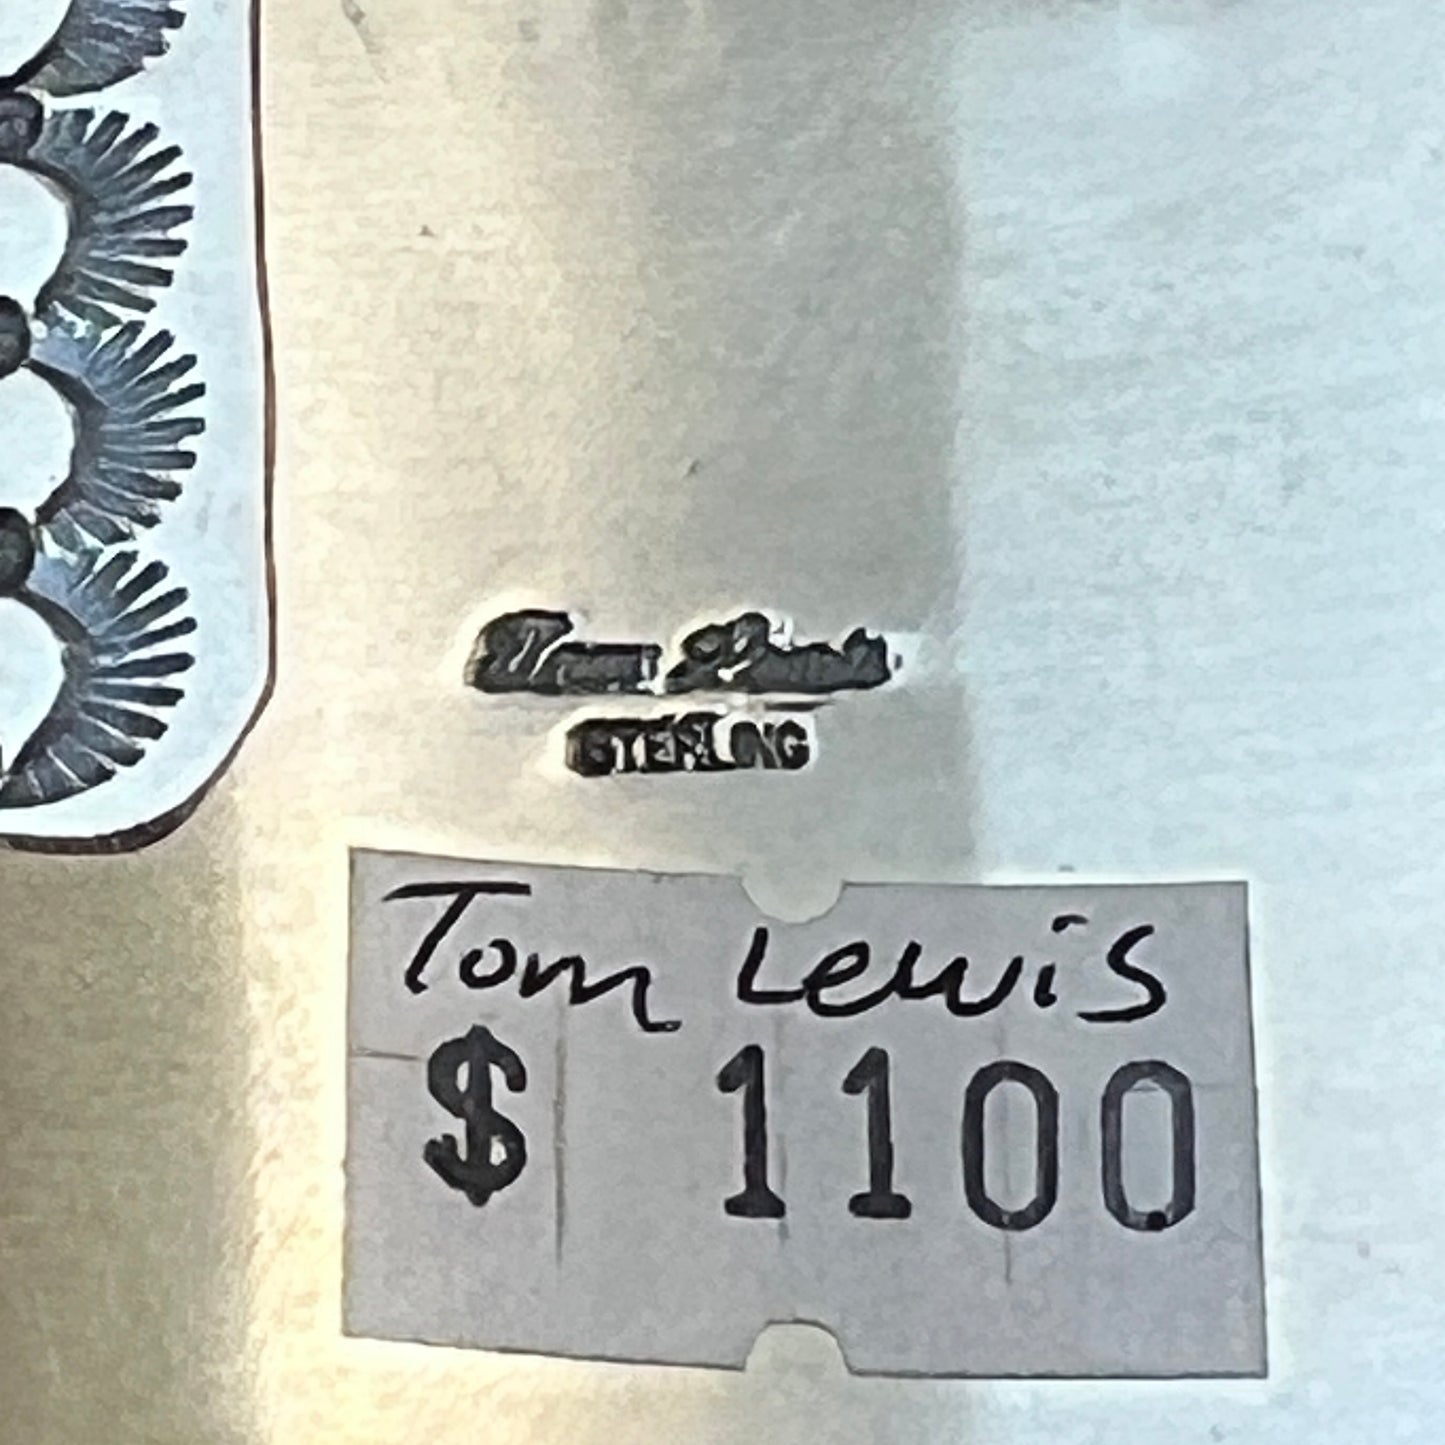 STERLING
Tom Lewis
$ 1100